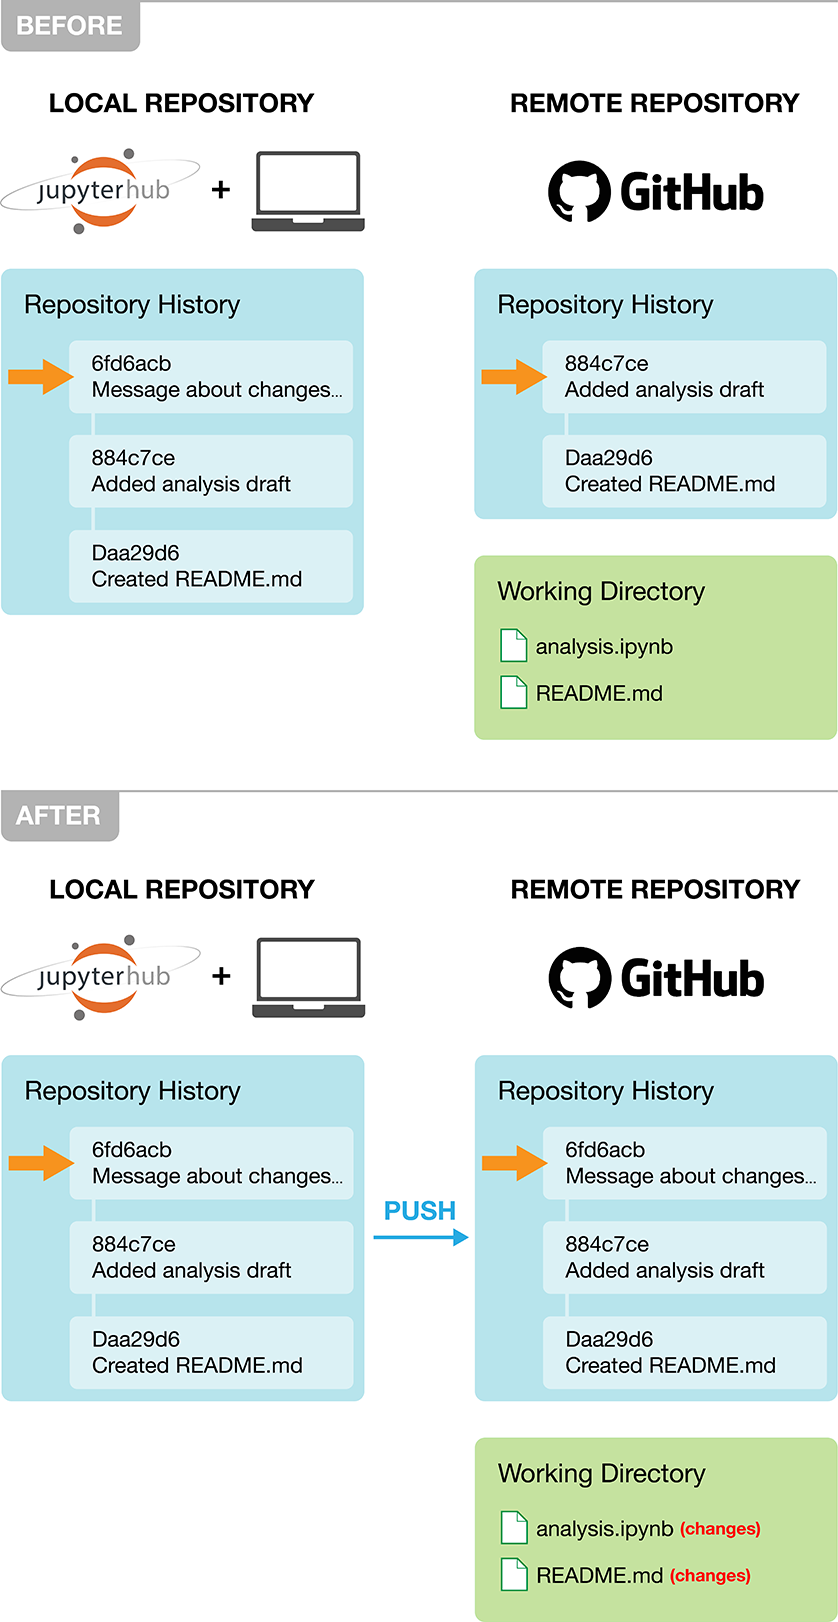 BEFORE
LOCAL REPOSITORY
REMOTE REPOSITORY
jupyterhub
+
GitHub
Repository History
6fd6acb
Message about changes...
884c7ce
Added analysis draft
Daa29d6
Created README.md
Repository History
884c7ce
Added analysis draft
Daa29d6
Created README.md
Working Directory
analysis.ipynb
README.md
AFTER
LOCAL REPOSITORY
REMOTE REPOSITORY
jupyterhub
+
GitHub
Repository History
6fd6acb
Message about changes...
884c7ce
Added analysis draft
Daa29d6
Created README.md
PUSH
Repository History
6fd6acb
Message about changes...
884c7ce
Added analysis draft
Daa29d6
Created README.md
Working Directory
analysis.ipynb (changes)
README.md (changes)